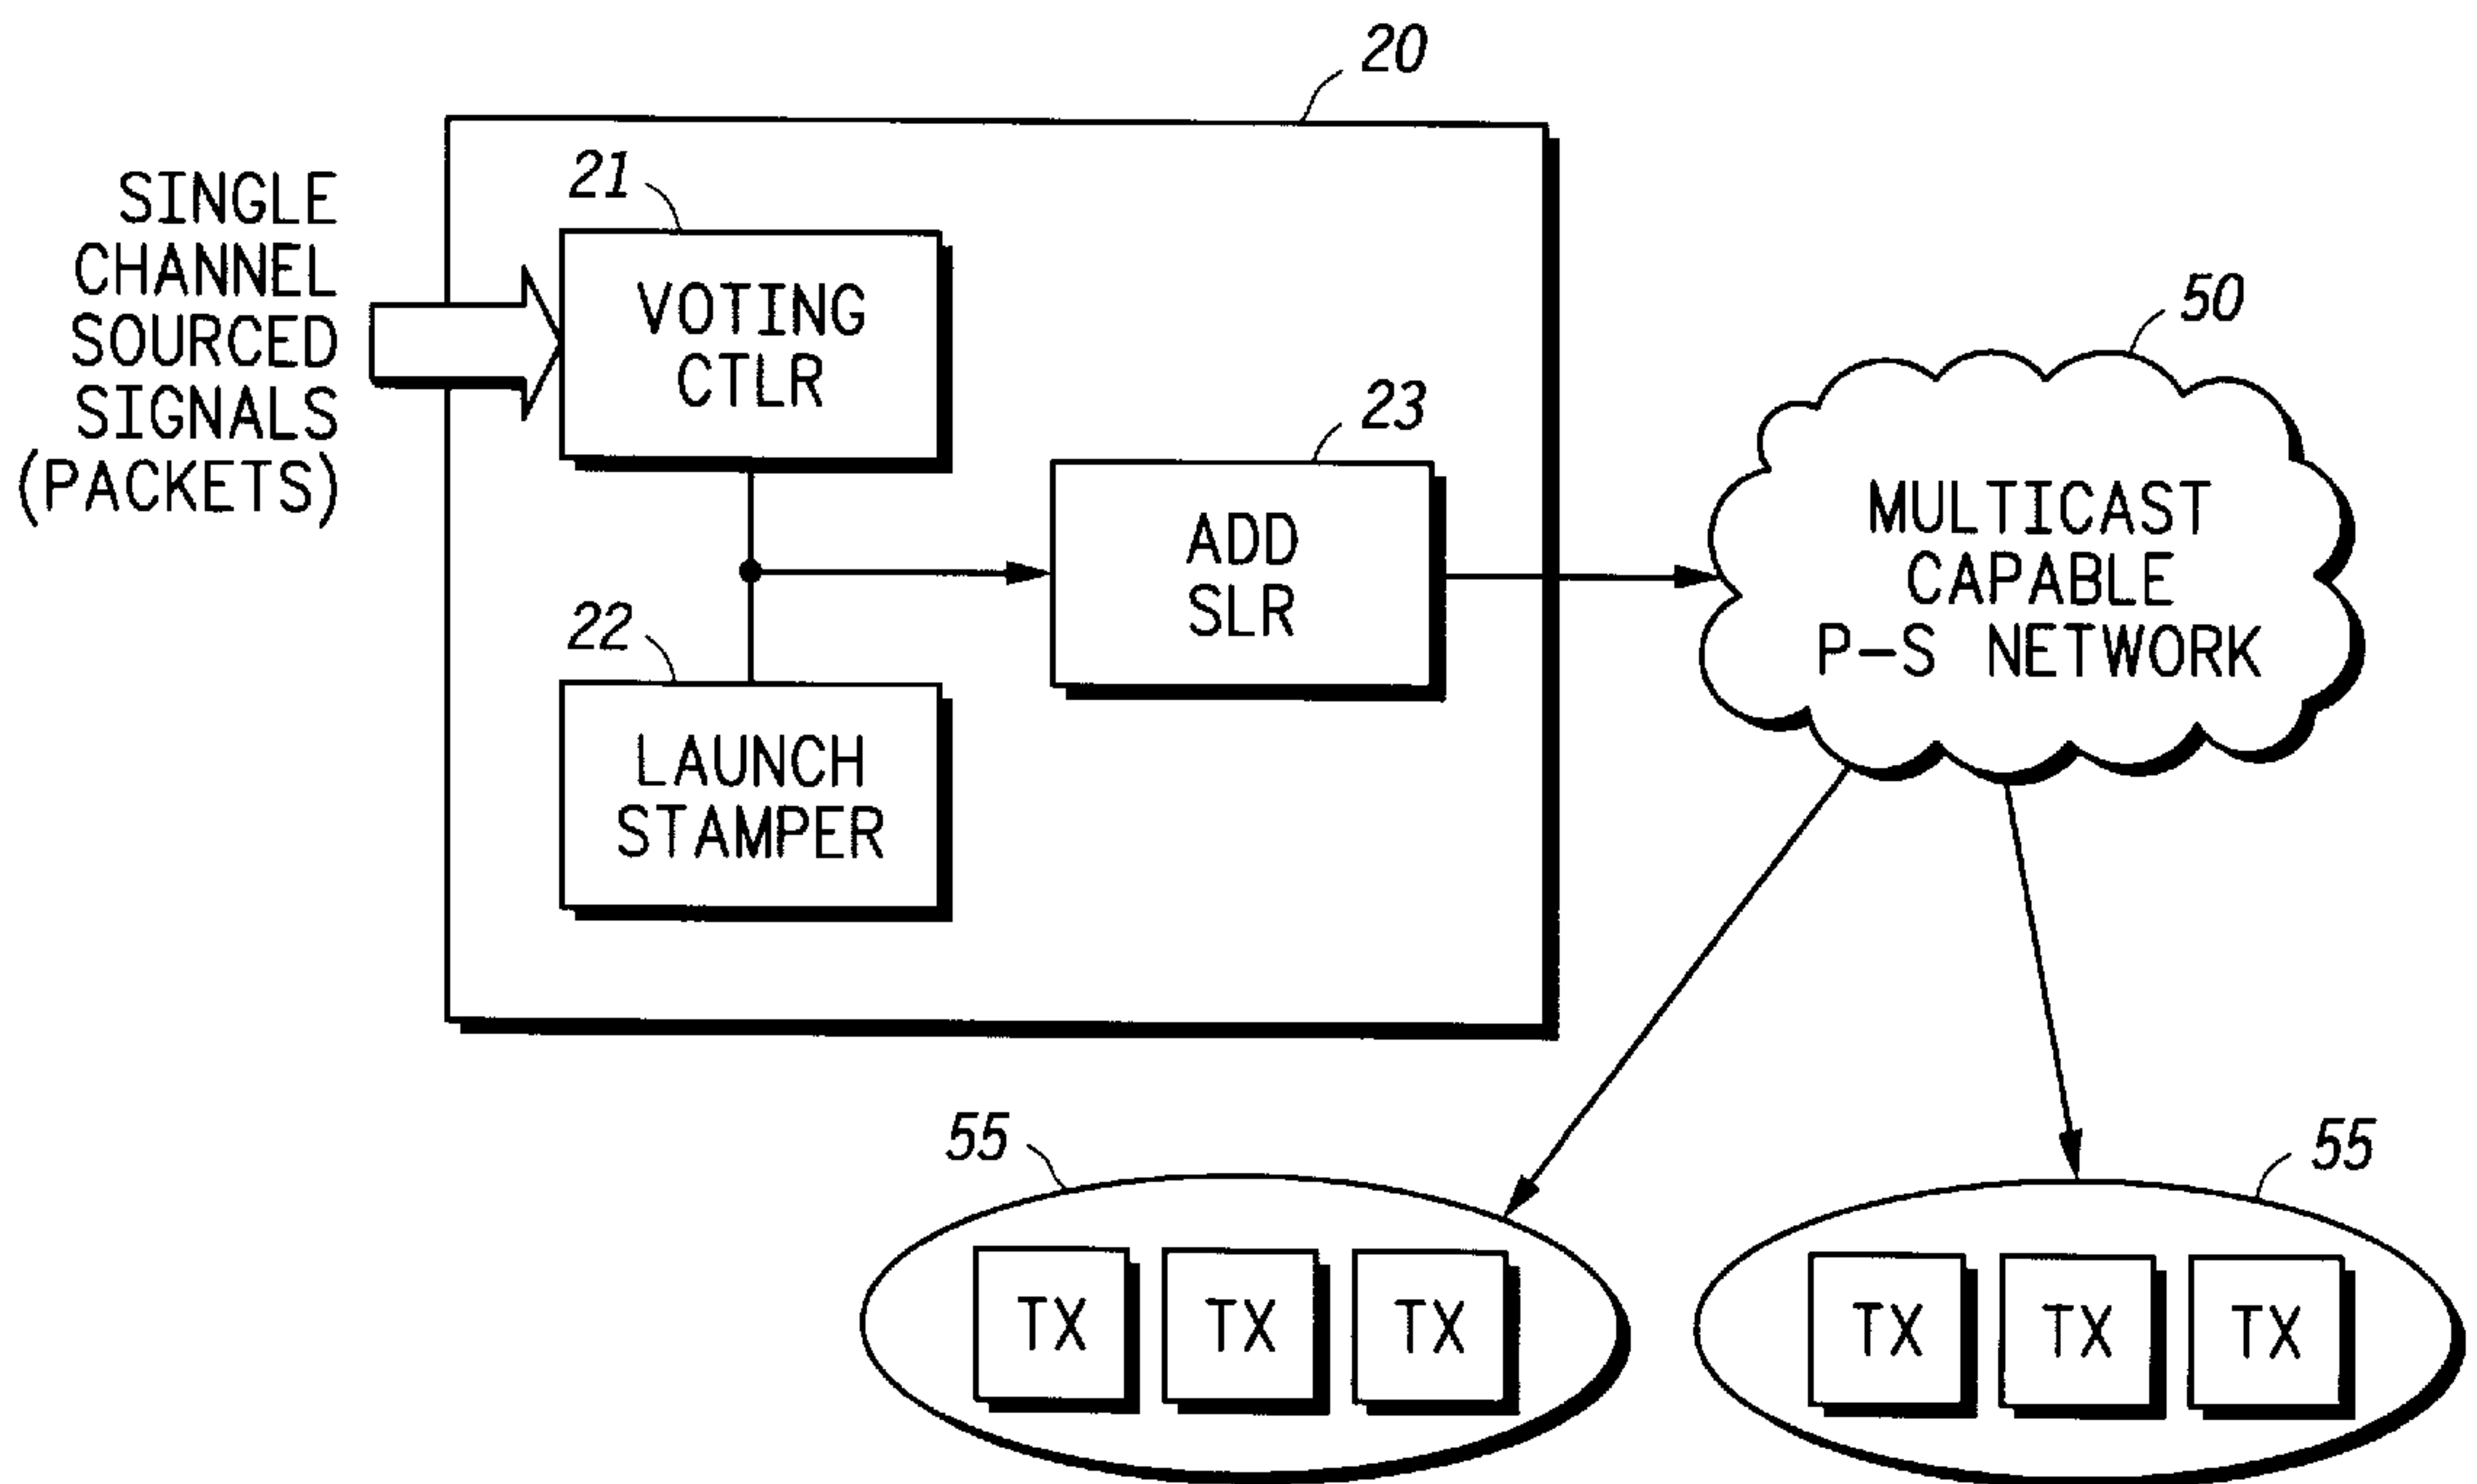 20
SINGLE
CHANNEL
SOURCED
SIGNALS
(PACKETS)
21
VOTING
CTLR
22
LAUNCH
STAMPER
23
ADD
SLR
50
MULTICAST
CAPABLE
P-S NETWORK
55
TX TX TX
55
TX TX TX